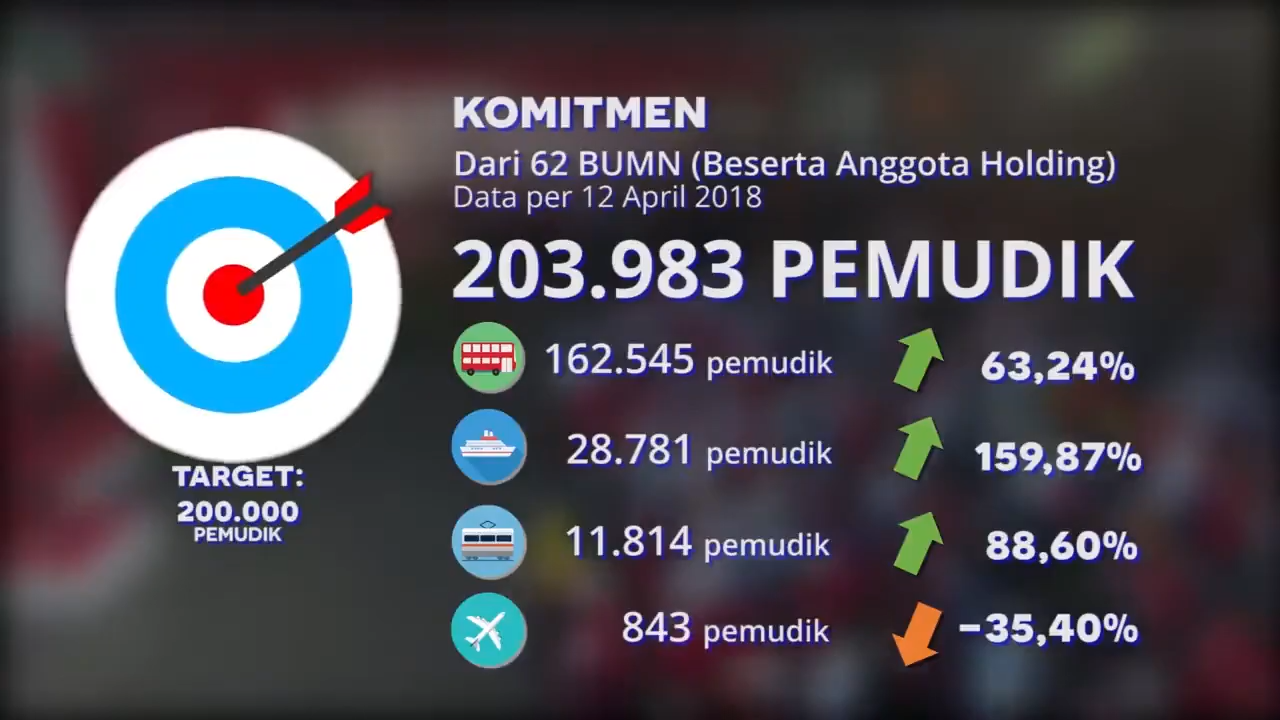 KOMITMEN
Dari 62 BUMN (Beserta Anggota Holding)
Data per 12 April 2018
203.983 PEMUDIK
162.545 pemudik 63,24%
28.781 pemudik 159,87%
11.814 pemudik 88,60%
843 pemudik -35,40%
TARGET:
200.000
PEMUDIK